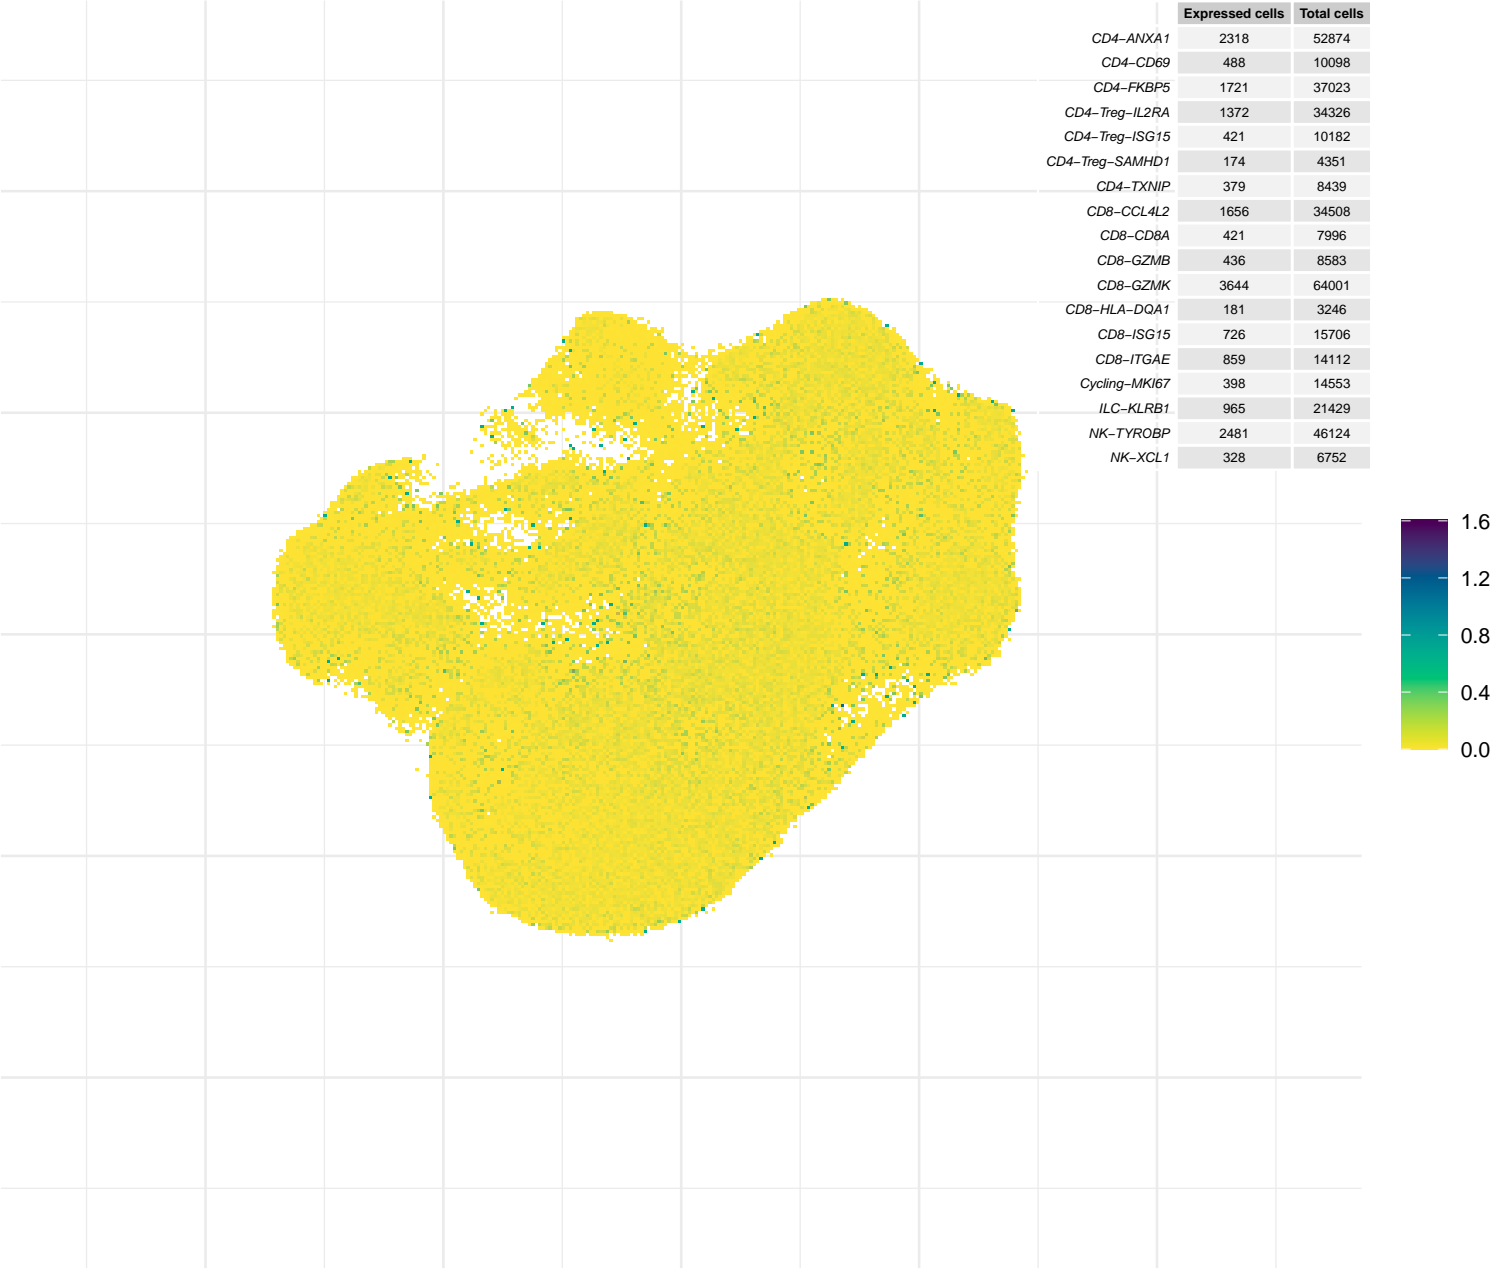 Expressed cells Total cells
CD4−ANXA1 2318 52874
CD4−CD69 488 10098
CD4−FKBP5 1721 37023
CD4−Treg−IL2RA 1372 34326
CD4−Treg−ISG15 421 10182
CD4−Treg−SAMHD1 174 4351
CD4−TXNIP 379 8439
CD8−CCL4L2 1656 34508
CD8−CD8A 421 7996
CD8−GZMB 436 8583
CD8−GZMK 3644 64001
CD8−HLA−DQA1 181 3246
CD8−ISG15 726 15706
CD8−ITGAE 859 14112
Cycling−MKI67 398 14553
ILC−KLRB1 965 21429
NK−TYROBP 2481 46124
NK−XCL1 328 6752
1.6
1.2
0.8
0.4
0.0